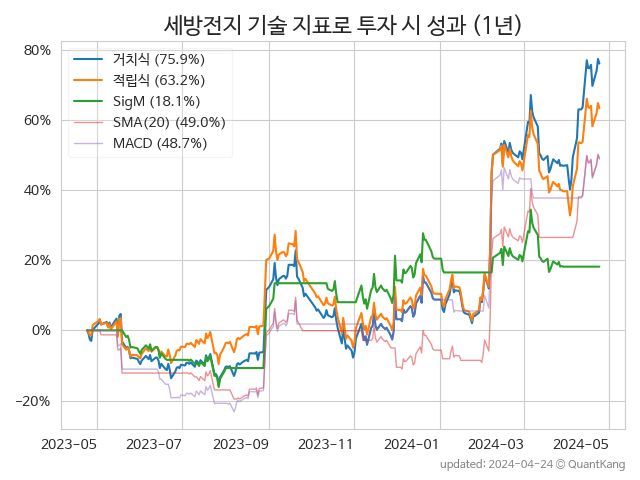 세방전지 기술 지표로 투자 시 성과 (1년)
거치식 (75.9%)
적립식 (63.2%)
SigM (18.1%)
SMA(20) (49.0%)
MACD (48.7%)
80%
60%
40%
20%
0%
−20%
2023-05 2023-07 2023-09 2023-11 2024-01 2024-03 2024-05
updated: 2024-04-24 © QuantKang